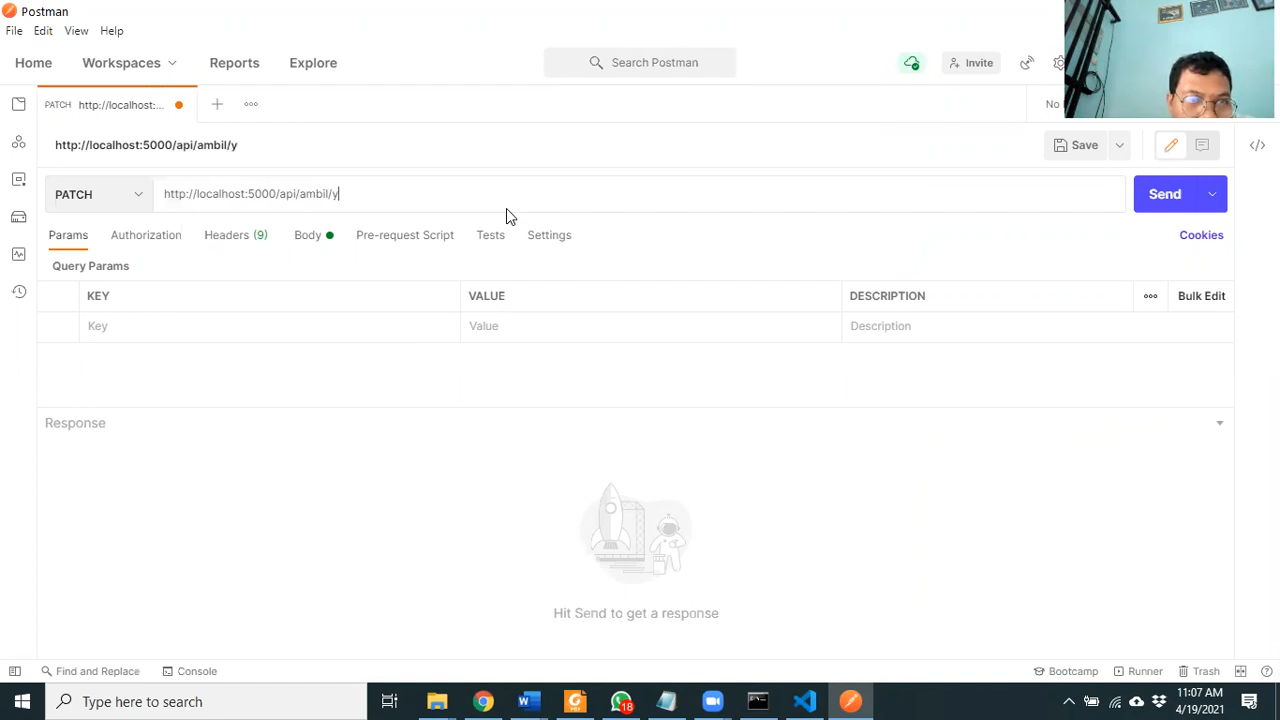 Postman
File Edit View Help
Home Workspaces Reports Explore Search Postman Invite
PATCH http://localhost:... No
http://localhost:5000/api/ambil/y Save
PATCH http://localhost:5000/api/ambil/y Send
Params Authorization Headers (9) Body Pre-request Script Tests Settings Cookies
Query Params
KEY VALUE DESCRIPTION Bulk Edit
Key Value Description
Response
Hit Send to get a response
Find and Replace Console Bootcamp Runner Trash
Type here to search 18 11:07 AM
4/19/2021